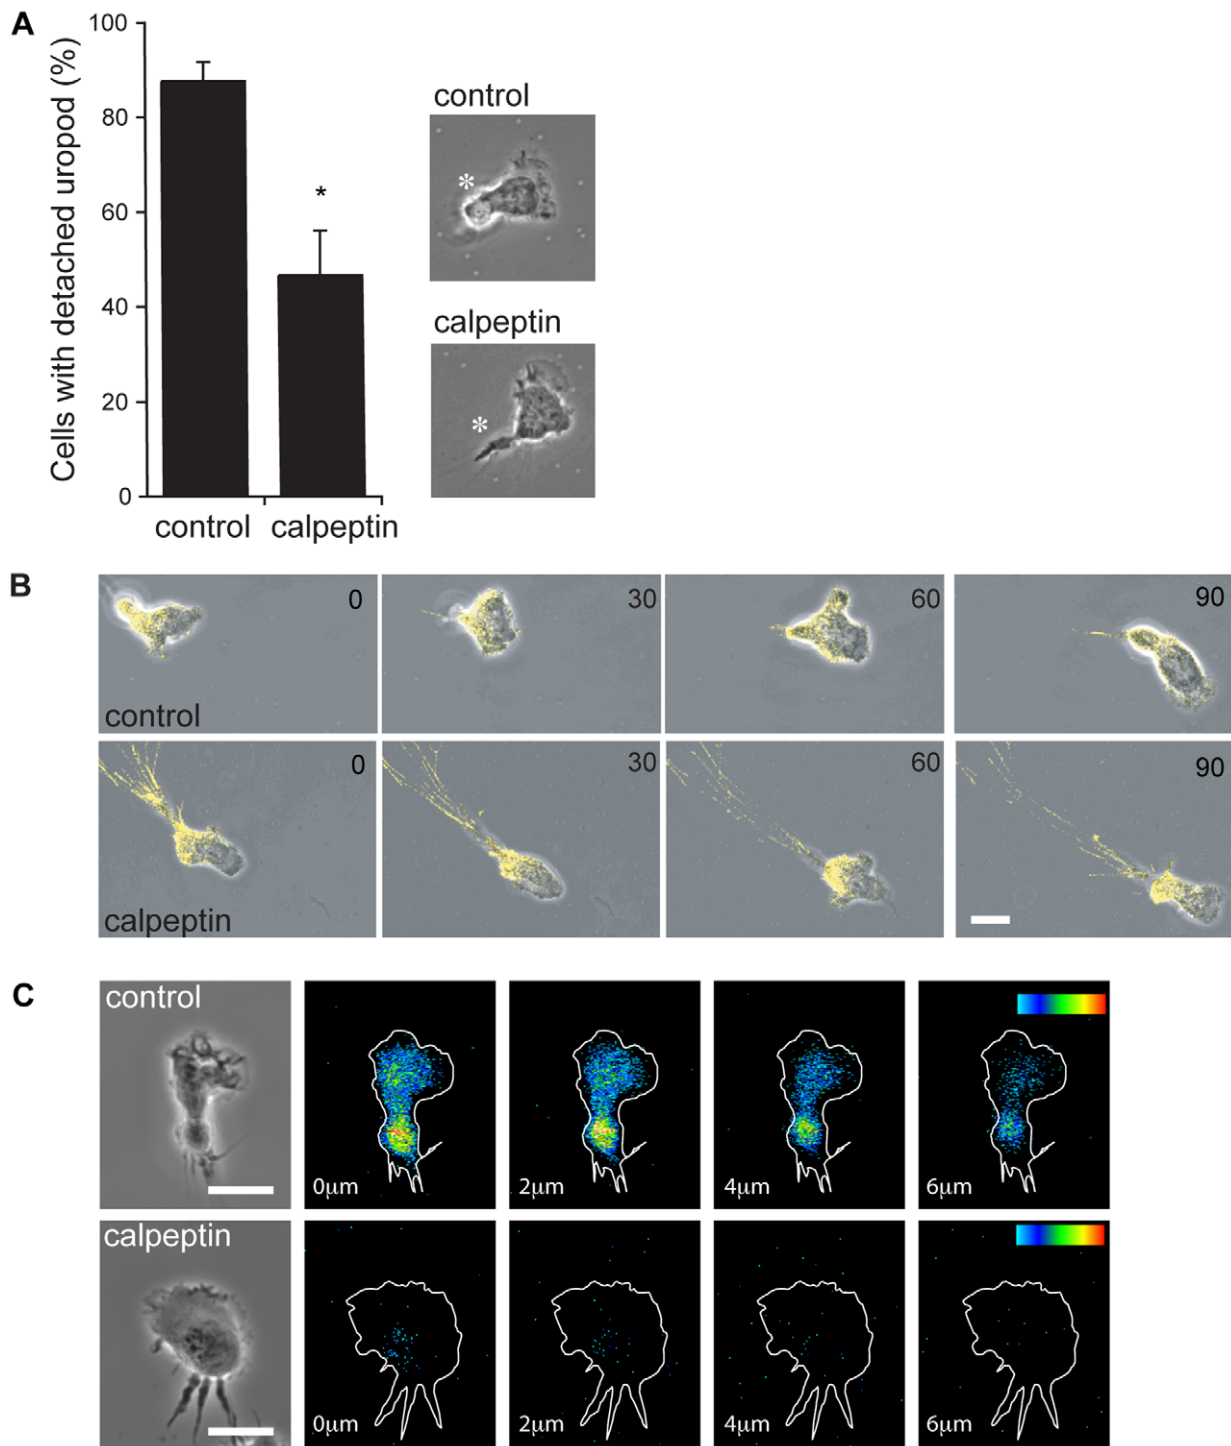 A
Cells with detached uropod (%)
100
80
60
40
20
0
*
control
calpeptin
control
*
calpeptin
*
B
0
30
60
90
control
0
30
60
90
calpeptin
C
control
0μm
2μm
4μm
6μm
calpeptin
0μm
2μm
4μm
6μm